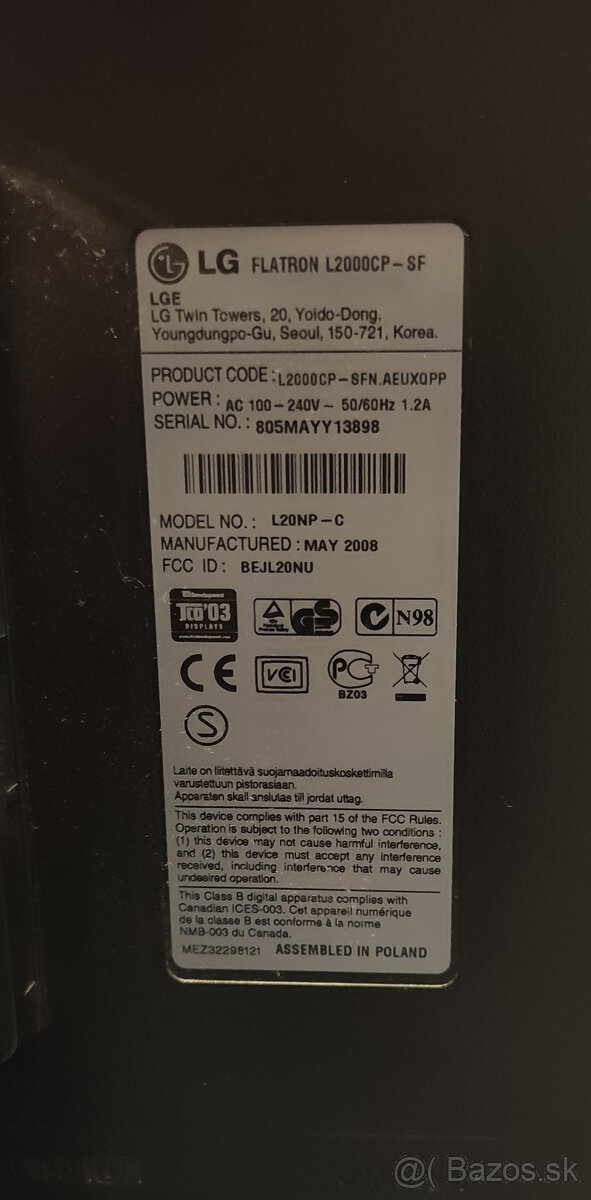 LG FLATRON L2000CP-SF
LGE
LG Twin Towers, 20, Yoido-Dong,
Youngdungpo-Gu, Seoul, 150-721, Korea.
PRODUCT CODE : L2000CP-SFN.AEUXQPP
POWER : AC 100-240V~ 50/60Hz 1.2A
SERIAL NO. : 805MAYY13898
MODEL NO. : L20NP-C
MANUFACTURED : MAY 2008
FCC ID : BEJL20NU
TCO'03
DISPLAYS
GS
N98
CE
VCI
PCT
BZ03
S
Laite on liitettävä suojamaadoituskoskettimilla
varustettuun pistorasiaan.
Apparaten skall anslutas till jordat uttag.
This device complies with part 15 of the FCC Rules.
Operation is subject to the following two conditions :
(1) this device may not cause harmful interference,
and (2) this device must accept any interference
received, including interference that may cause
undesired operation.
This Class B digital apparatus complies with
Canadian ICES-003. Cet appareil numérique
de la classe B est conforme à la norme
NMB-003 du Canada.
MEZ32298121 ASSEMBLED IN POLAND
@( Bazos.sk